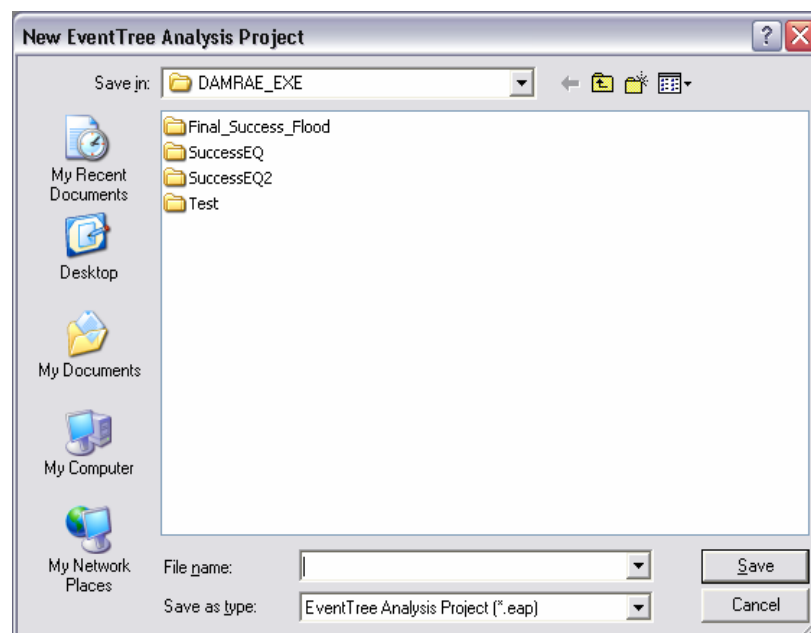 New EventTree Analysis Project
Save in:
DAMRAE_EXE
My Recent
Documents
Desktop
My Documents
My Computer
My Network
Places
Final_Success_Flood
SuccessEQ
SuccessEQ2
Test
File name:
Save
Save as type:
EventTree Analysis Project (*.eap)
Cancel